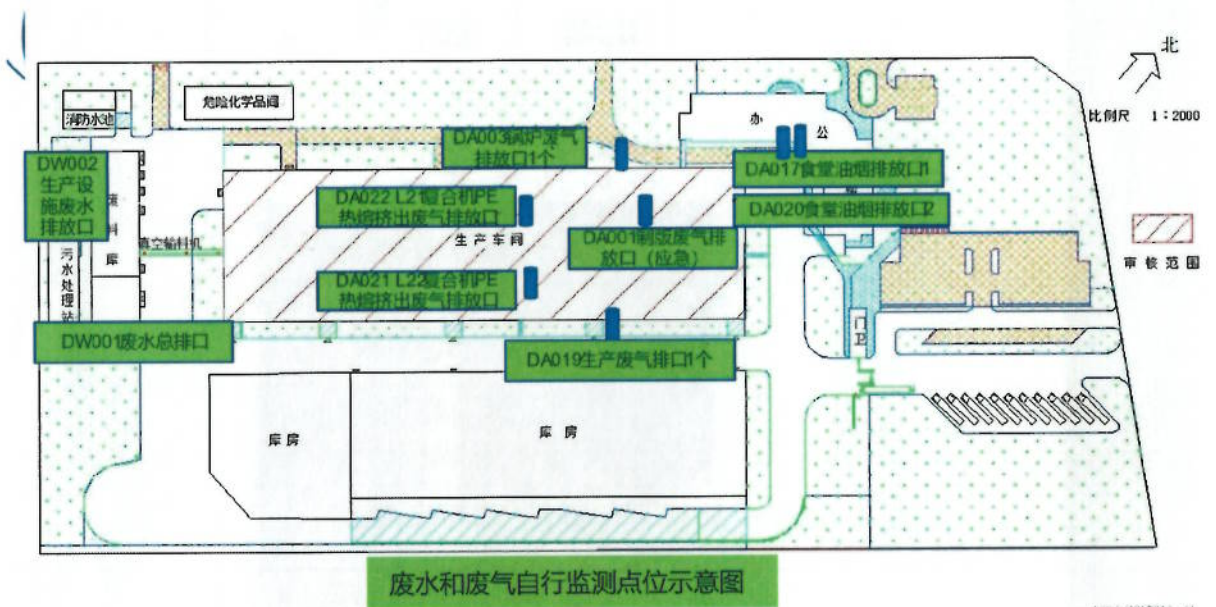 北
比例尺 1:2000
危险化学品间
消防水池
办 公
DA003锅炉废气
排放口1个
DW002
生产设
施废水
排放口
DA017食堂油烟排放口1
DA022 L21复合机PE
热熔挤出废气排放口
DA020食堂油烟排放口2
库
真空输料机
生产车间
DA001制版废气排
放口（应急）
审核范围
污水处理站
DA021 L22复合机PE
热熔挤出废气排放口
门卫
DW001废水总排口
DA019生产废气排口1个
库房
库房
废水和废气自行监测点位示意图